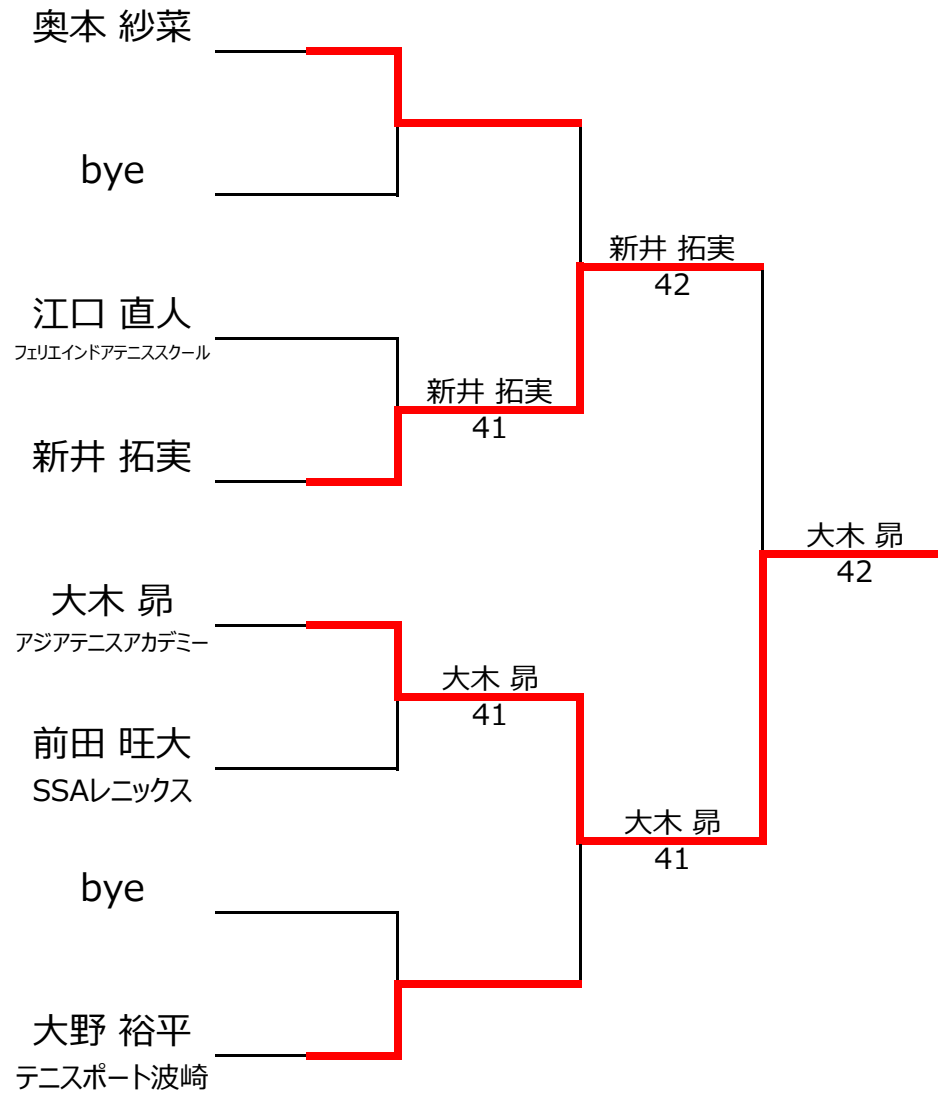 奥本 紗菜
bye
江口 直人
フェリエインドアテニススクール
新井 拓実
大木 昴
アジアテニスアカデミー
前田 旺大
SSAレニックス
bye
大野 裕平
テニスポート波崎
新井 拓実
41
大木 昴
41
新井 拓実
42
大木 昴
41
大木 昴
42